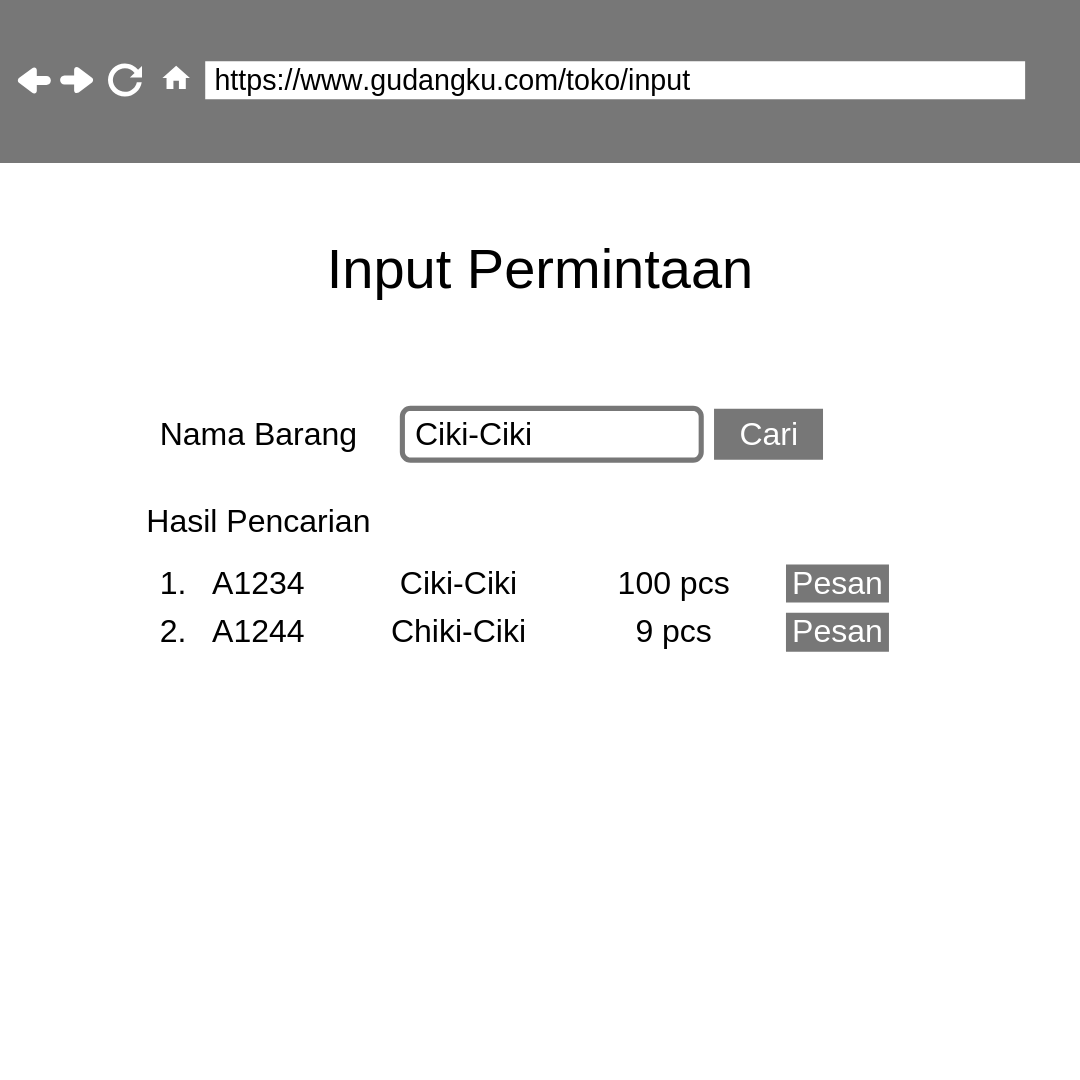 https://www.gudangku.com/toko/input
Input Permintaan
Nama Barang Ciki-Ciki Cari
Hasil Pencarian
1. A1234 Ciki-Ciki 100 pcs Pesan
2. A1244 Chiki-Ciki 9 pcs Pesan